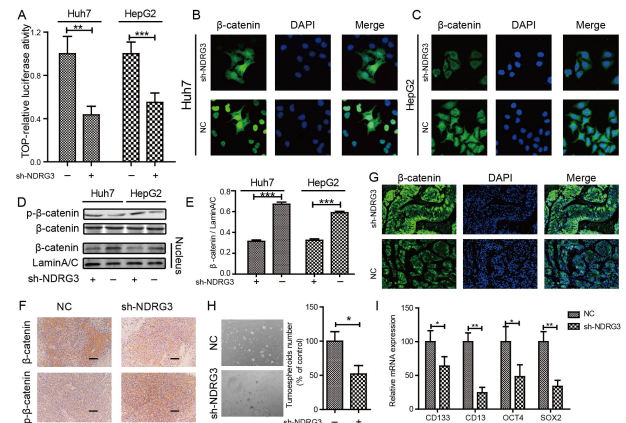 A
Huh7
HepG2
**
***
TOP-relative luciferase ativity
1.2
0.8
0.4
0.0
sh-NDRG3
– + – +
B
β-catenin DAPI Merge
Huh7
sh-NDRG3
NC
C
β-catenin DAPI Merge
HepG2
sh-NDRG3
NC
D
Huh7 HepG2
p-β-catenin
β-catenin
β-catenin
LaminA/C
Nucleus
sh-NDRG3 + – + –
E
Huh7 HepG2
***
***
β -catenin / LaminA/C
0.8
0.6
0.4
0.2
0.0
sh-NDRG3
+ – + –
G
β-catenin DAPI Merge
sh-NDRG3
NC
F
NC sh-NDRG3
β-catenin
p-β-catenin
H
NC
sh-NDRG3
Tumoespheroids number
(% of control)
150
100
50
0
*
sh-NDRG3 – +
I
NC
sh-NDRG3
Relative mRNA expression
150
100
50
0
* ** * **
CD133 CD13 OCT4 SOX2